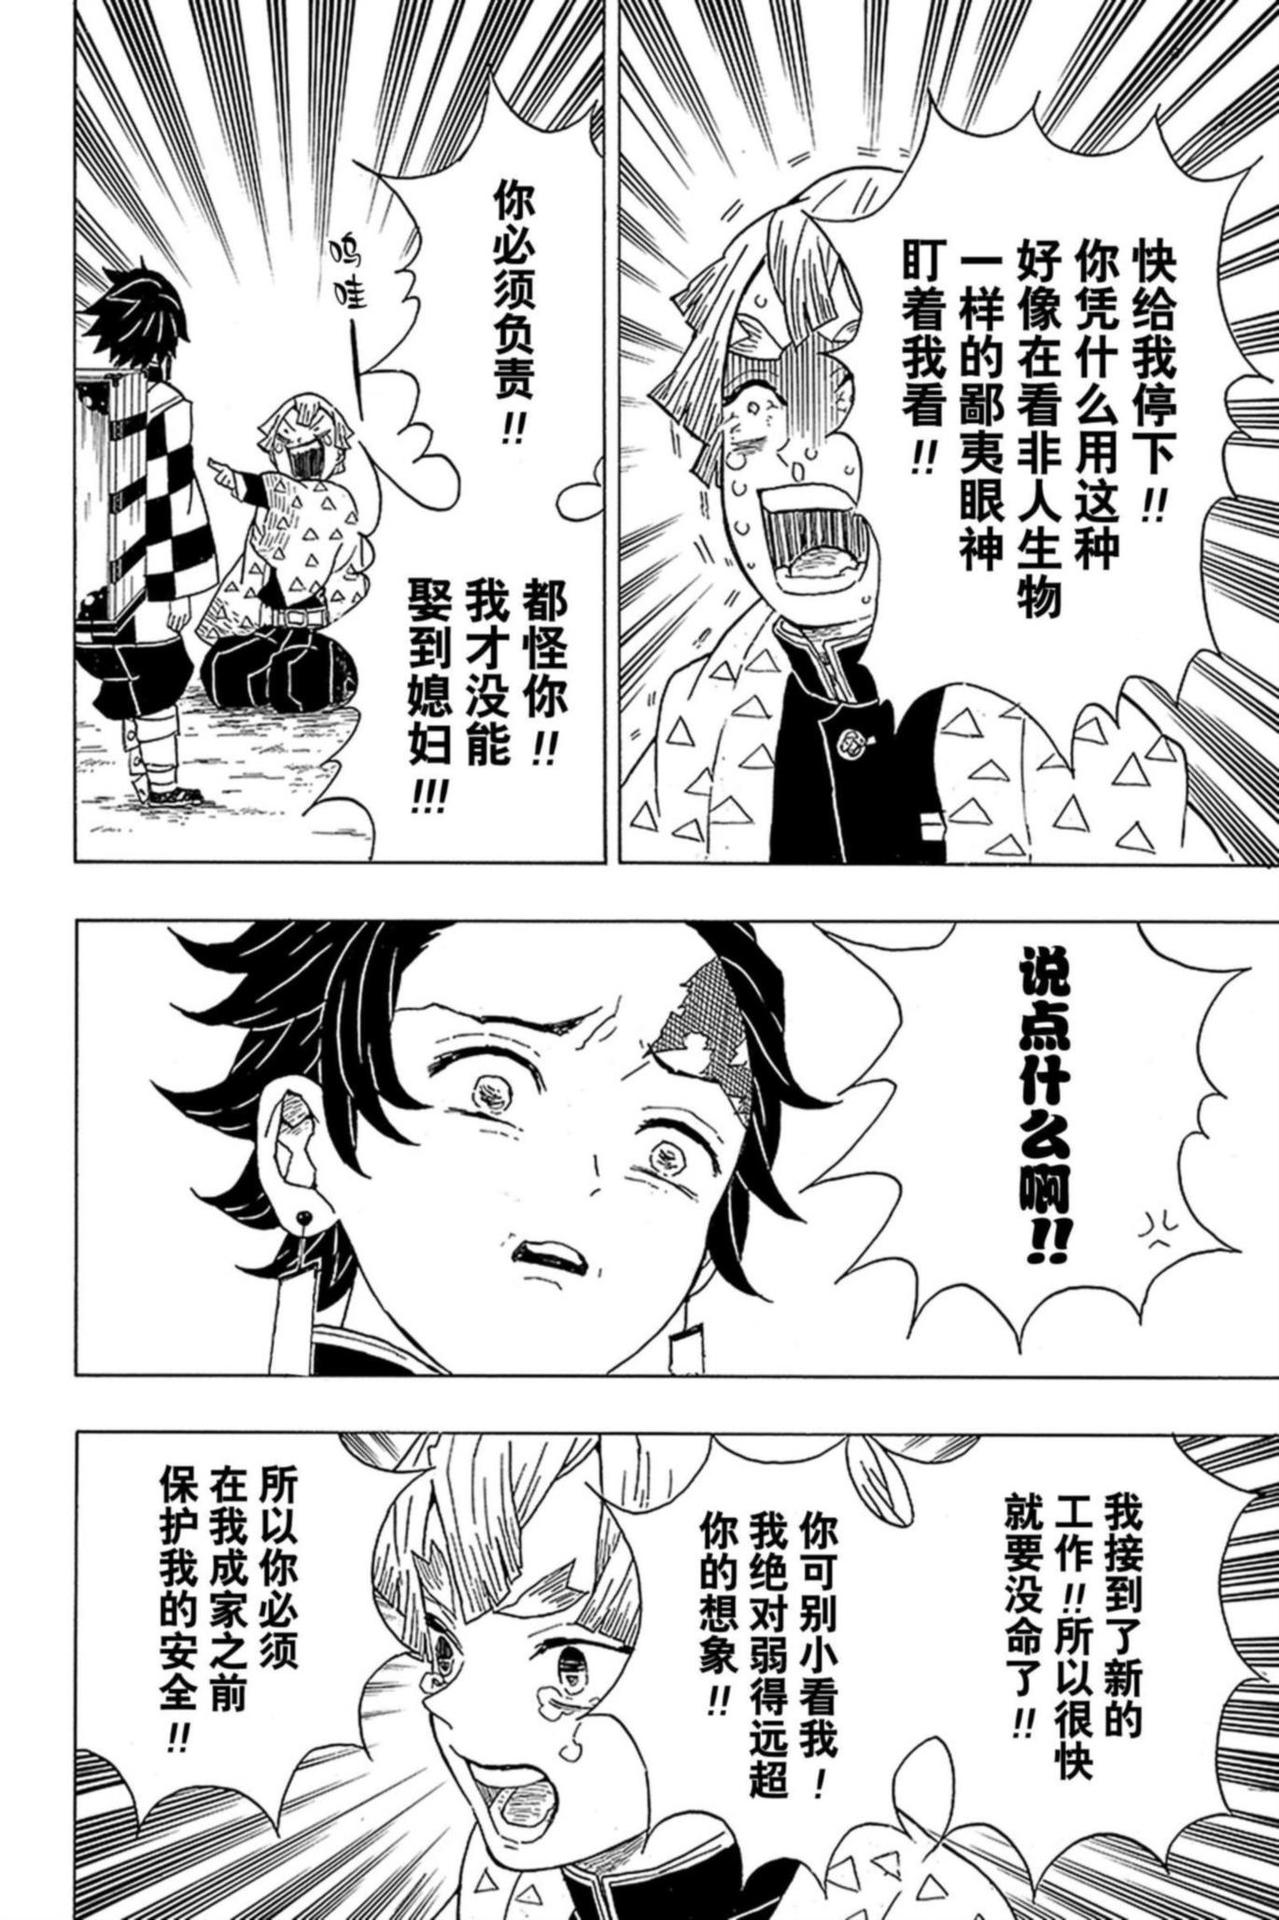 快给我停下!!
你凭什么用这种
好像在看非人生物
一样的鄙夷眼神
盯着我看!!
你必须负责!!
呜哇
都怪你!!
我才没能
娶到媳妇!!!
说点什么啊!!
我接到了新的
工作!!所以很快
就要没命了!!
你可别小看我!
我绝对弱得远超
你的想象!!
所以你必须
在我成家之前
保护我的安全!!